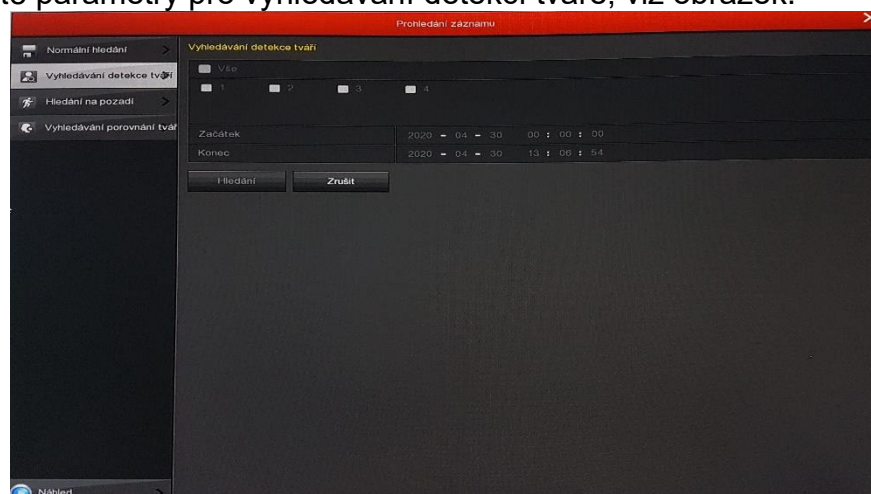 parametry pro vyhledávání detekcí tváře, viz obrázek.
Prohledání záznamu
Normální hledání >
Vyhledávání detekce tváří
Hledání na pozadí >
Vyhledávání porovnání tvář
Náhled >
Vyhledávání detekce tváří
Vše
1 2 3 4
Začátek 2020 - 04 - 30 00 : 00 : 00
Konec 2020 - 04 - 30 13 : 06 : 54
Hledání Zrušit